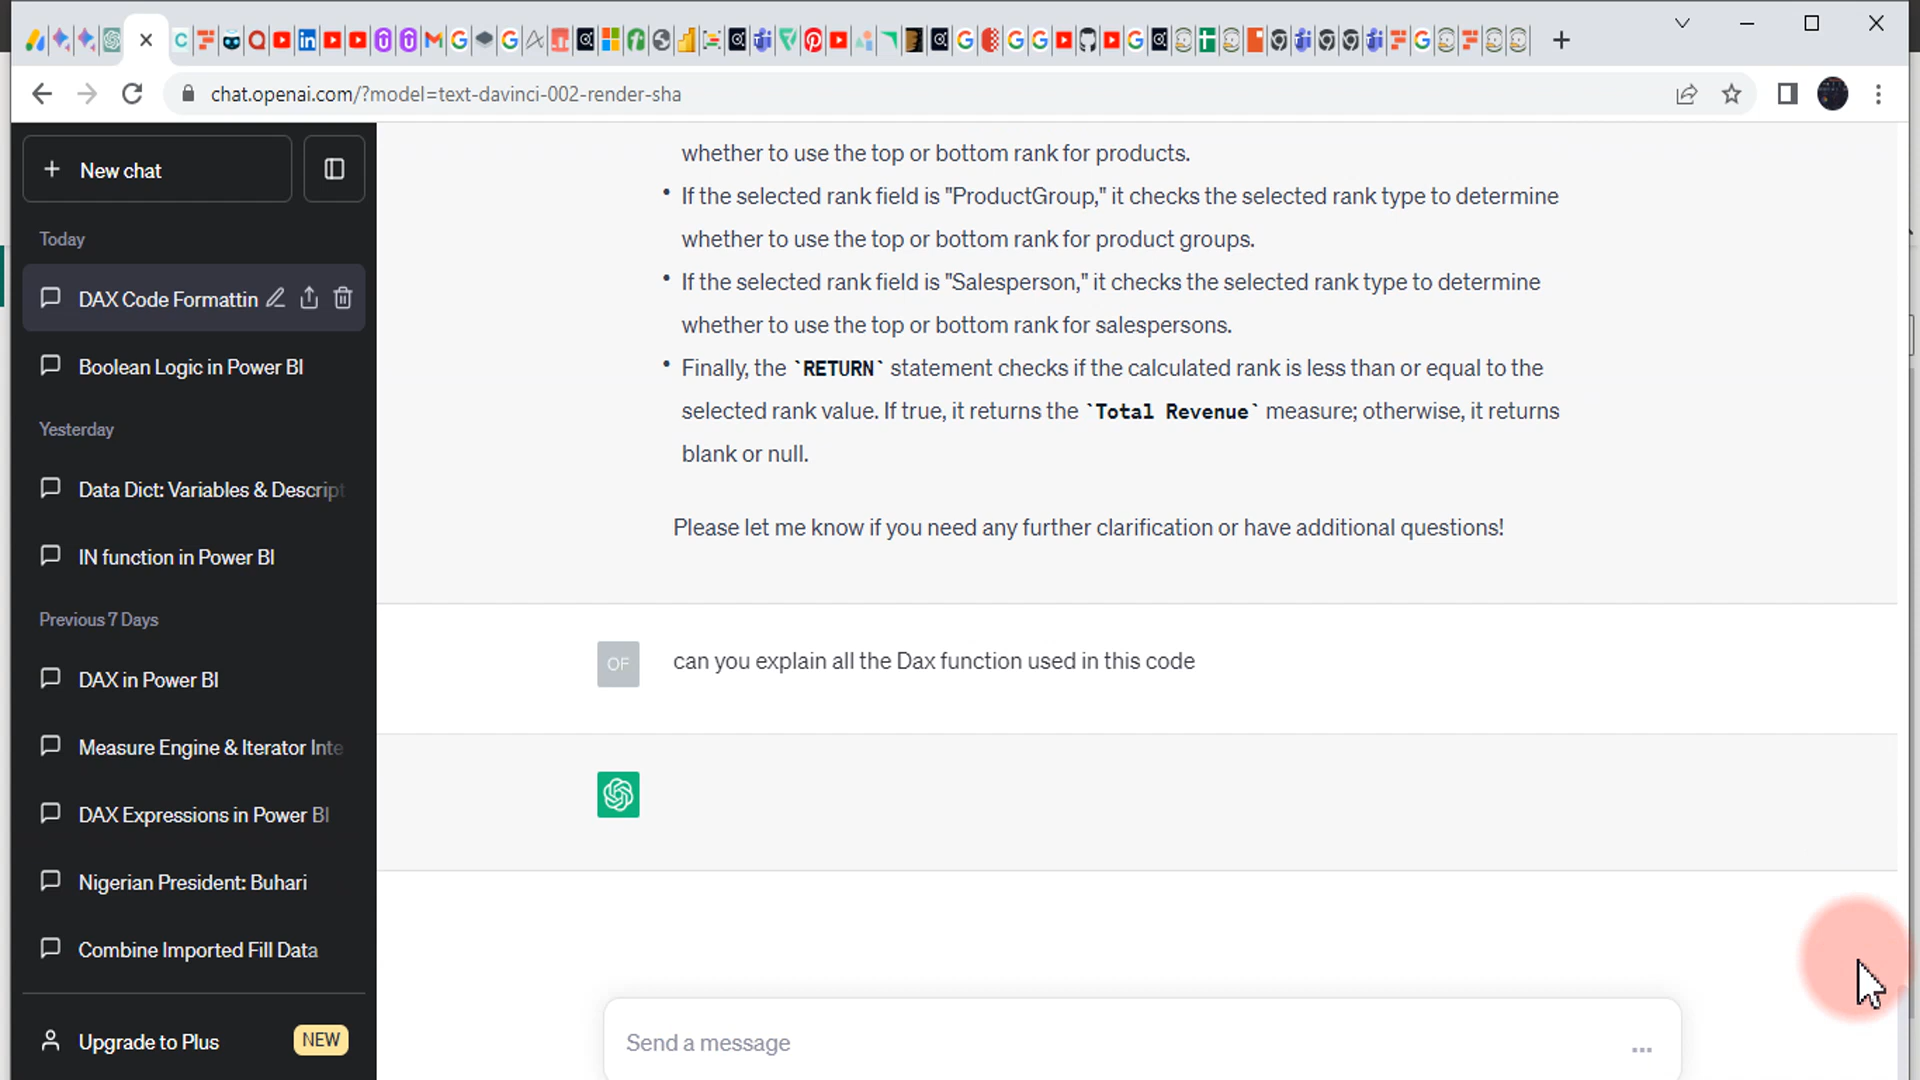 chat.openai.com/?model=text-davinci-002-render-sha
New chat
Today
DAX Code Formattin
Boolean Logic in Power BI
Yesterday
Data Dict: Variables & Descript
IN function in Power BI
Previous 7 Days
DAX in Power BI
Measure Engine & Iterator Inte
DAX Expressions in Power BI
Nigerian President: Buhari
Combine Imported Fill Data
Upgrade to Plus NEW
whether to use the top or bottom rank for products.
• If the selected rank field is "ProductGroup," it checks the selected rank type to determine
whether to use the top or bottom rank for product groups.
• If the selected rank field is "Salesperson," it checks the selected rank type to determine
whether to use the top or bottom rank for salespersons.
• Finally, the `RETURN` statement checks if the calculated rank is less than or equal to the
selected rank value. If true, it returns the `Total Revenue` measure; otherwise, it returns
blank or null.
Please let me know if you need any further clarification or have additional questions!
OF
can you explain all the Dax function used in this code
Send a message